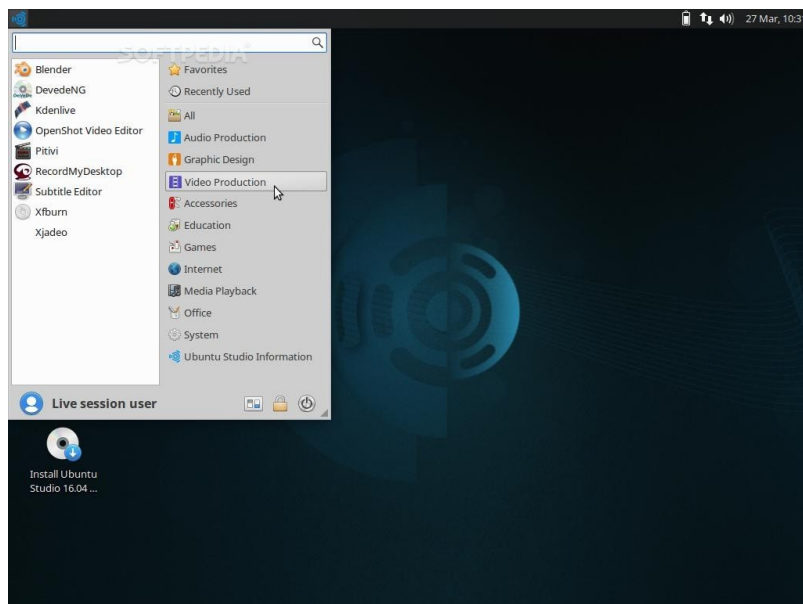 27 Mar, 10:3
SOFTPEDIA
Blender
DevedeNG
Kdenlive
OpenShot Video Editor
Pitivi
RecordMyDesktop
Subtitle Editor
Xfburn
Xjadeo
Favorites
Recently Used
All
Audio Production
Graphic Design
Video Production
Accessories
Education
Games
Internet
Media Playback
Office
System
Ubuntu Studio Information
Live session user
Install Ubuntu
Studio 16.04 ...